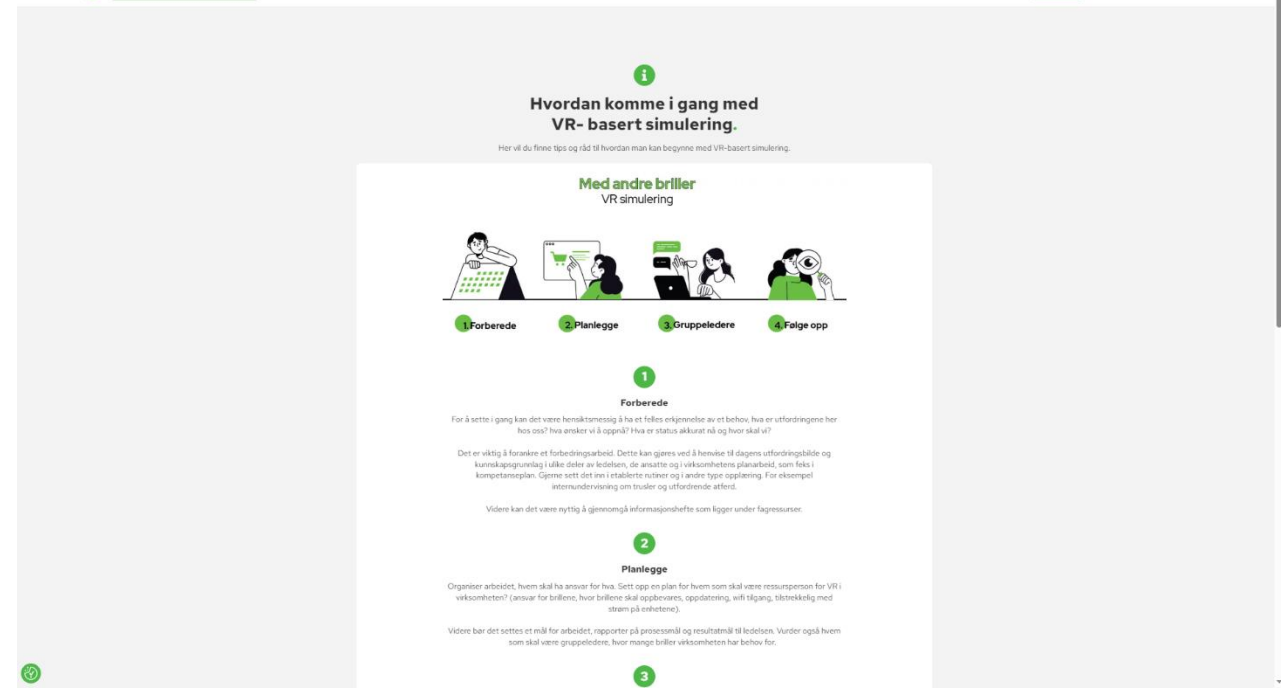 Hvordan komme i gang med
VR- basert simulering.
Her vil du finne tips og råd til hvordan man kan begynne med VR-basert simulering.
Med andre briller
VR simulering
1. Forberede
2. Planlegge
3. Gruppeledere
4. Følge opp
1
Forberede
For å sette i gang kan det være hensiktsmessig å ha et felles erkjennelse av et behov, hva er utfordringene her
hos oss? hva ønsker vi å oppnå? Hva er status akkurat nå og hvor skal vi?
Det er viktig å forankre et forbedringsarbeid. Dette kan gjøres ved å henvise til dagens utfordringsbilde og
kunnskapsgrunnlag i ulike deler av ledelsen, de ansatte og i virksomhetens planarbeid, som feks i
kompetanseplan. Gjerne sett det inn i etablerte rutiner og i andre type opplæring. For eksempel
internundervisning om trusler og utfordrende atferd.
Videre kan det være nyttig å gjennomgå informasjonshefte som ligger under fagressurser.
2
Planlegge
Organiser arbeidet, hvem skal ha ansvar for hva. Sett opp en plan for hvem som skal være ressursperson for VR i
virksomheten? (ansvar for brillene, hvor brillene skal oppbevares, oppdatering, wifi tilgang, tilstrekkelig med
strøm på enhetene).
Videre bør det settes et mål for arbeidet, rapporter på prosessmål og resultatmål til ledelsen. Vurder også hvem
som skal være gruppeledere, hvor mange briller virksomheten har behov for.
3